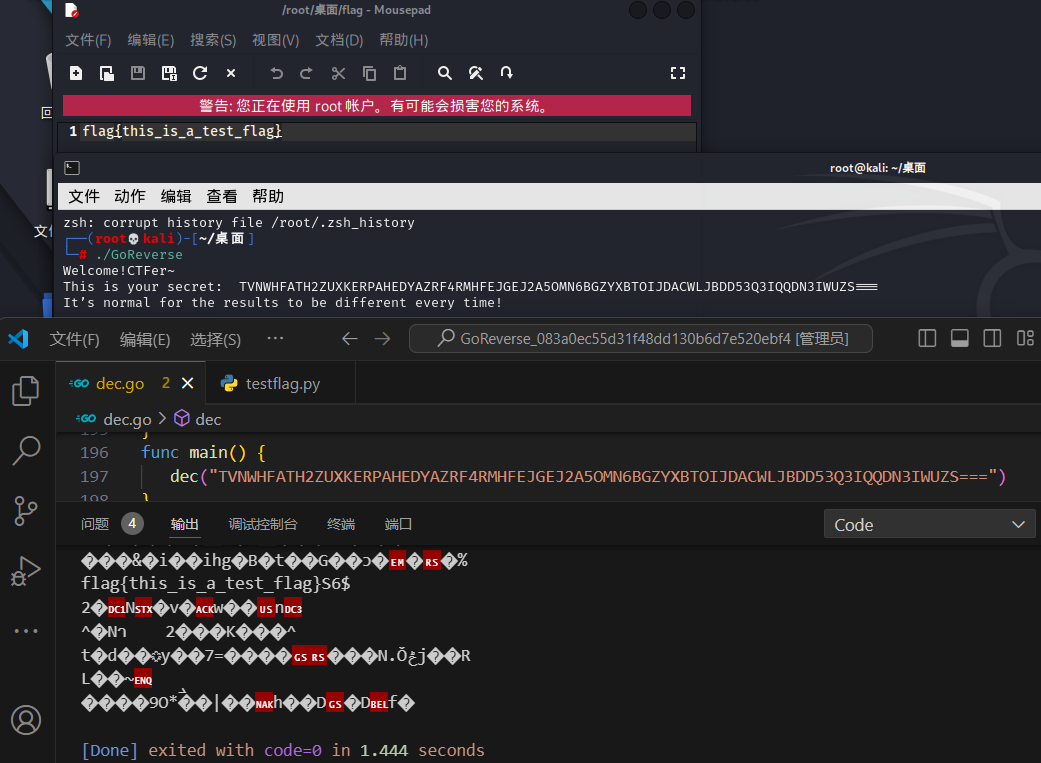 /root/桌面/flag - Mousepad
文件(F) 编辑(E) 搜索(S) 视图(V) 文档(D) 帮助(H)
警告: 您正在使用 root 帐户。有可能会损害您的系统。
1 flag{this_is_a_test_flag}
root@kali: ~/桌面
文件 动作 编辑 查看 帮助
zsh: corrupt history file /root/.zsh_history
(root💀kali)-[~/桌面]
# ./GoReverse
Welcome!CTFer~
This is your secret: TVNWHFATH2ZUXKERPAHEDYAZRF4RMHFEJGEJ2A5OMN6BGZYXBTOIJDACWLJBDD53Q3IQQDN3IWUZS===
It's normal for the results to be different every time!
文件(F) 编辑(E) 选择(S) ···
GoReverse_083a0ec55d31f48dd130b6d7e520ebf4 [管理员]
dec.go 2 testflag.py
dec.go > dec
195 }
196 func main() {
197 dec("TVNWHFATH2ZUXKERPAHEDYAZRF4RMHFEJGEJ2A5OMN6BGZYXBTOIJDACWLJBDD53Q3IQQDN3IWUZS===")
198 }
问题 4 输出 调试控制台 终端 端口
Code
���&�i��ihg�B�t��G��ɔ�EM�RS�%
flag{this_is_a_test_flag}S6$
2�DC1NSTX�v�ACKw��USnDC3
t�d��y��7=����GS RS���N.Ǒj��R
L��~ENQ
����9O*��|��NAKh��DGS�DBELf�
[Done] exited with code=0 in 1.444 seconds